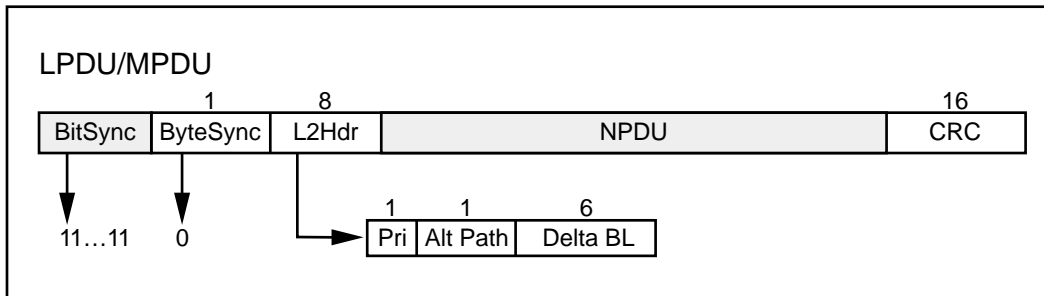 LPDU/MPDU
1 8 16
BitSync ByteSync L2Hdr NPDU CRC
1 1 6
11...11 0 Pri Alt Path Delta BL